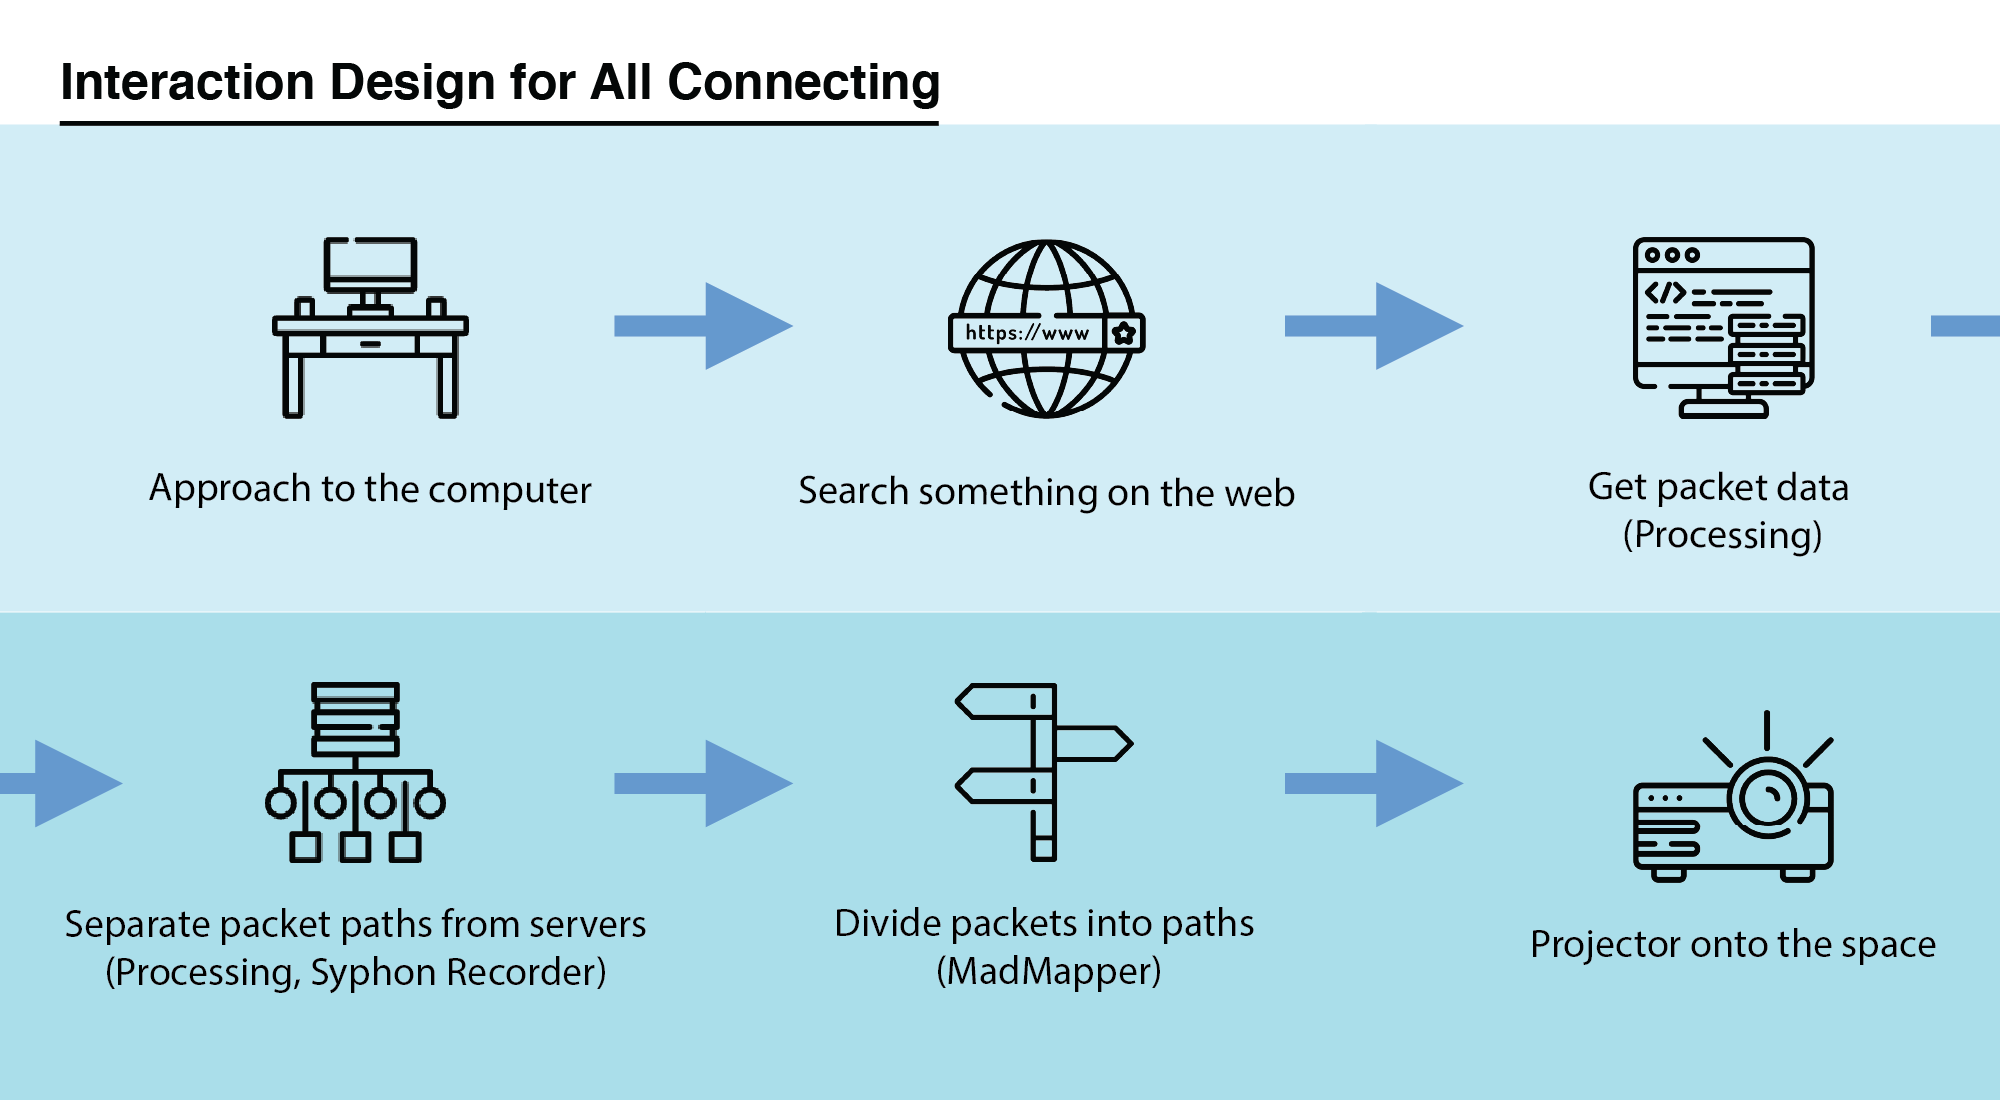 Interaction Design for All Connecting
https://www
</>
Approach to the computer
Search something on the web
Get packet data
(Processing)
Separate packet paths from servers
(Processing, Syphon Recorder)
Divide packets into paths
(MadMapper)
Projector onto the space